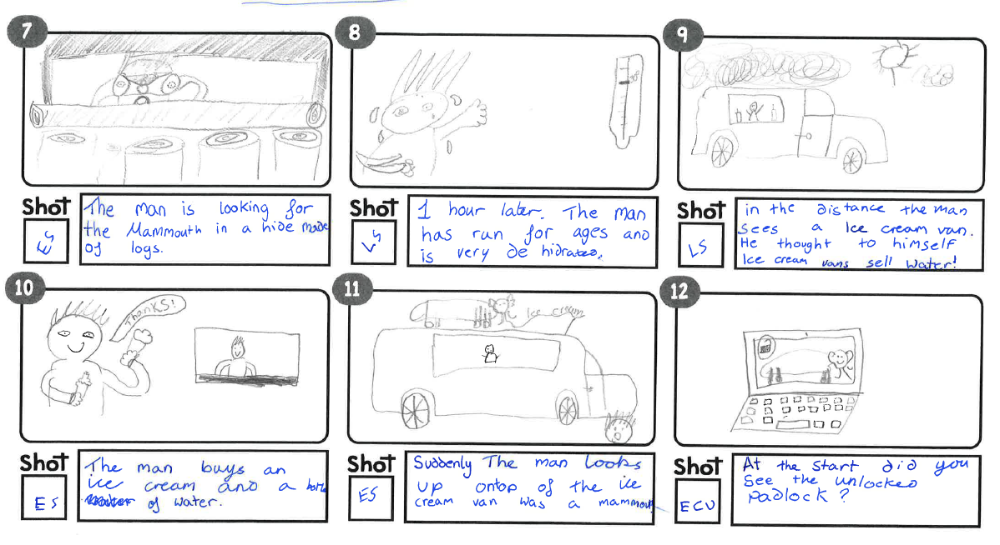 7
Shot
The man is looking for
the Mammouth in a hide made
of logs.
8
Shot
1 hour later. The man
has run for ages and
is very de hidrated.
9
Shot
LS
in the distance the man
sees a Ice cream van.
He thought to himself
Ice cream vans sell water!
10
THanKS!
Shot
ES
The man buys an
ice cream and a
of water.
11
Ice cream
Shot
ES
Suddenly The man Looks
up ontop of the ice
cream van was a mammouth
12
Shot
ECU
At the Start did you
See the unlocked
padlock?